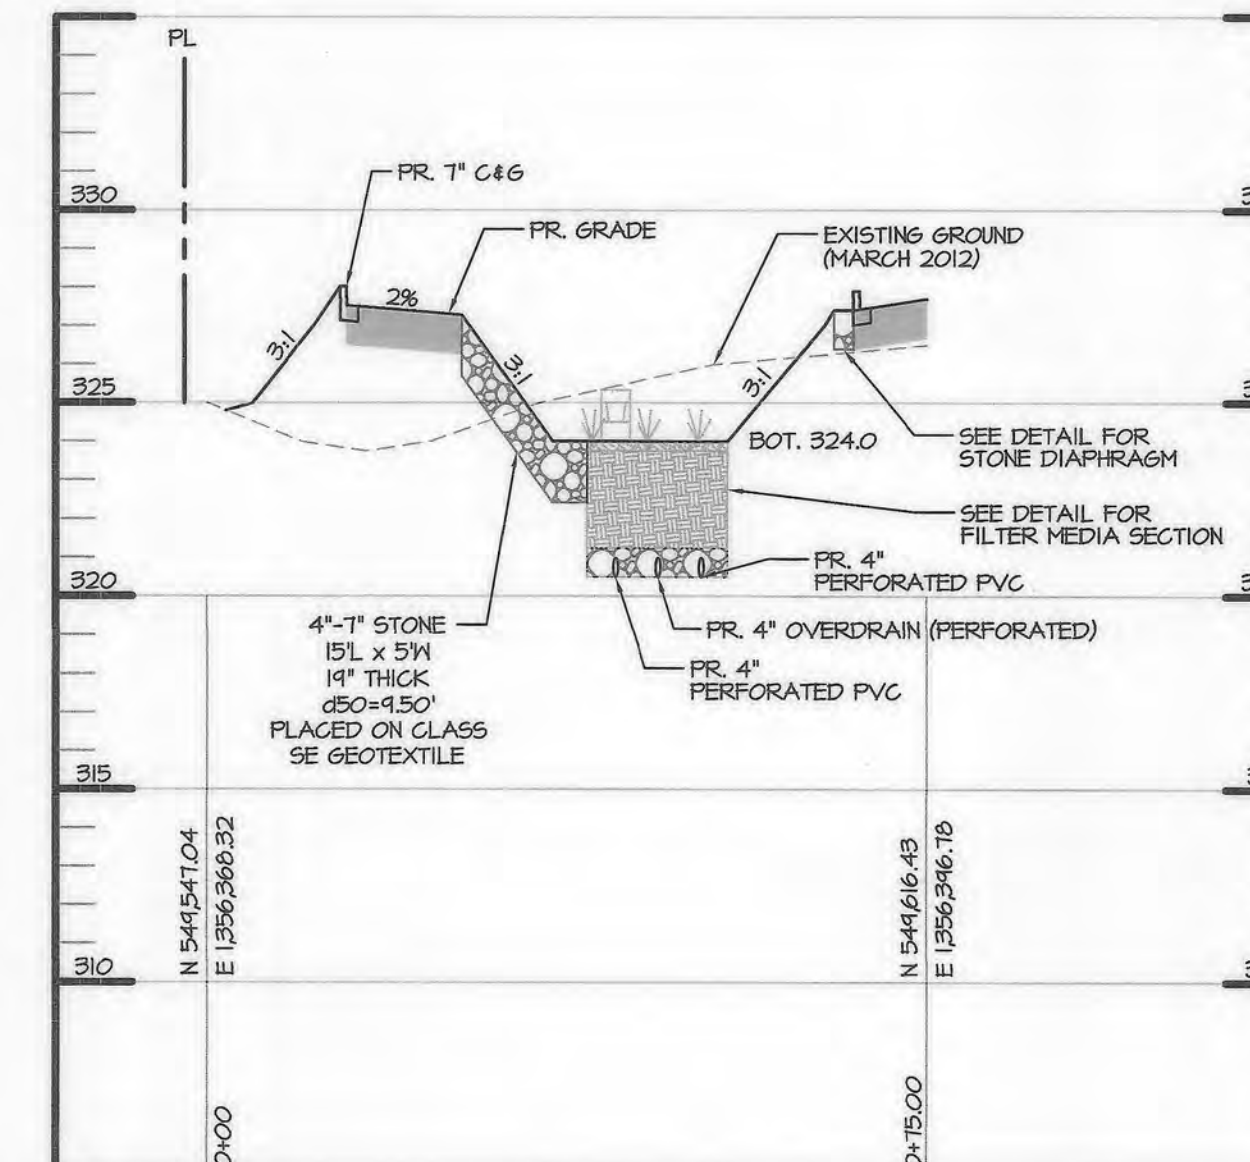 PL
PR. 7" C&G
330
PR. GRADE
EXISTING GROUND
(MARCH 2012)
2%
3:1
3:1
3:1
325
BOT. 324.0
SEE DETAIL FOR
STONE DIAPHRAGM
SEE DETAIL FOR
FILTER MEDIA SECTION
PR. 4"
PERFORATED PVC
320
4"-7" STONE
15'L x 5'W
19" THICK
d50=9.50'
PLACED ON CLASS
SE GEOTEXTILE
PR. 4" OVERDRAIN (PERFORATED)
PR. 4"
PERFORATED PVC
315
N 549,547.04
E 1,356,368.32
N 549,616.43
E 1,356,396.78
310
0+00
0+75.00